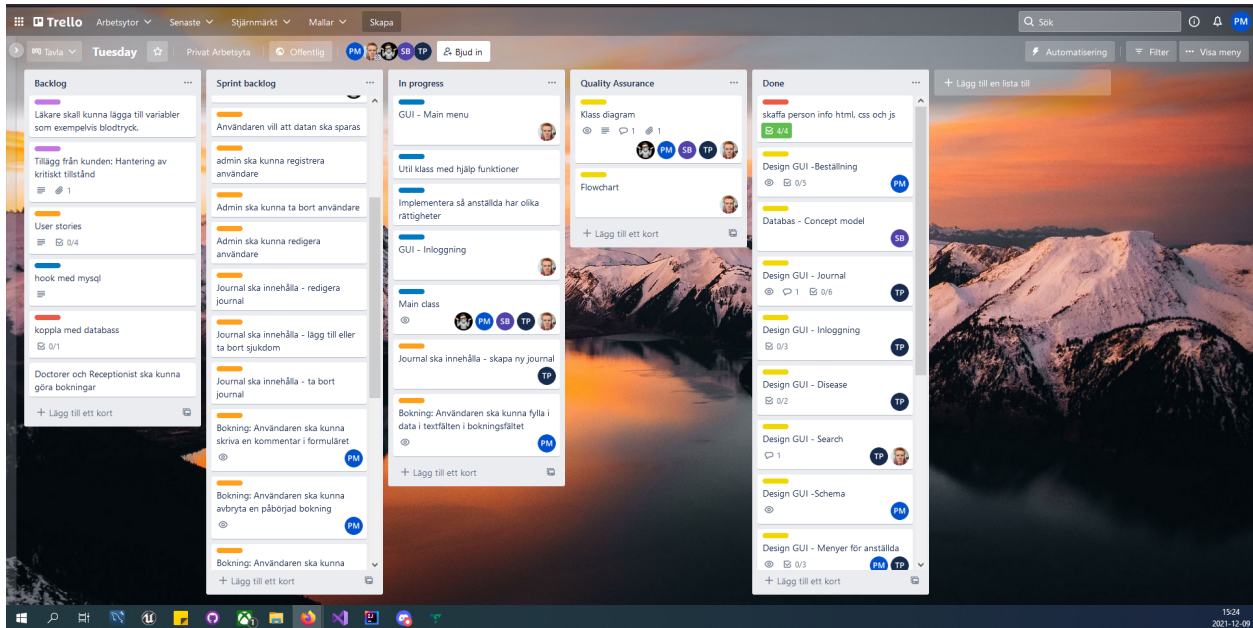 Trello
Arbetsytor
Senaste
Stjärnmärkt
Mallar
Skapa
Sök
PM
Tavla
Tuesday
Privat Arbetsyta
Offentlig
PM
SB
TP
Bjud in
Automatisering
Filter
Visa meny
Backlog
Läkare skall kunna lägga till variabler
som exempelvis blodtryck.
Tillägg från kunden: Hantering av
kritiskt tillstånd
1
User stories
0/4
hook med mysql
koppla med databass
0/1
Doctorer och Receptionist ska kunna
göra bokningar
+ Lägg till ett kort
Sprint backlog
Användaren vill att datan ska sparas
admin ska kunna registrera
användare
Admin ska kunna ta bort användare
Admin ska kunna redigera
användare
Journal ska innehålla - redigera
journal
Journal ska innehålla - lägg till eller
ta bort sjukdom
Journal ska innehålla - ta bort
journal
Bokning: Användaren ska kunna
skriva en kommentar i formuläret
PM
Bokning: Användaren ska kunna
avbryta en påbörjad bokning
PM
Bokning: Användaren ska kunna
+ Lägg till ett kort
In progress
GUI - Main menu
Util klass med hjälp funktioner
Implementera så anställda har olika
rättigheter
GUI - Inloggning
Main class
PM SB TP
Journal ska innehålla - skapa ny journal
TP
Bokning: Användaren ska kunna fylla i
data i textfälten i bokningsfältet
PM
+ Lägg till ett kort
Quality Assurance
Klass diagram
1 1
PM SB TP
Flowchart
+ Lägg till ett kort
Done
skaffa person info html, css och js
4/4
Design GUI -Beställning
0/5
PM
Databas - Concept model
SB
Design GUI - Journal
1 0/6
TP
Design GUI - Inloggning
0/3
TP
Design GUI - Disease
0/2
TP
Design GUI - Search
1
TP
Design GUI -Schema
PM
Design GUI - Menyer för anställda
0/3
PM TP
+ Lägg till ett kort
+ Lägg till en lista till
15:24
2021-12-09